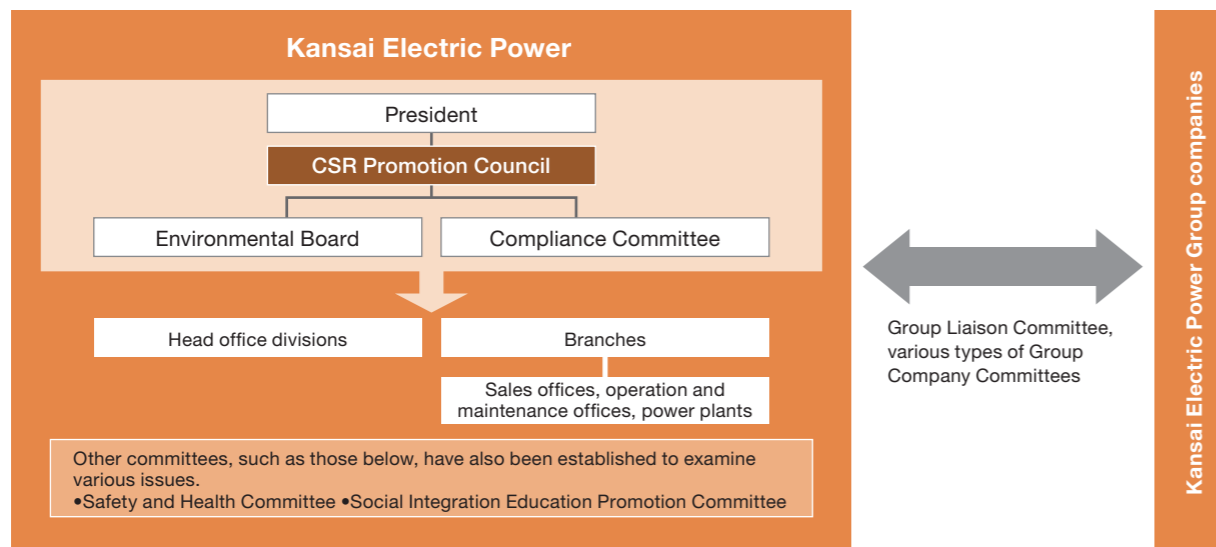 Kansai Electric Power
President
CSR Promotion Council
Environmental Board
Compliance Committee
Head office divisions
Branches
Sales offices, operation and
maintenance offices, power plants
Other committees, such as those below, have also been established to examine
various issues.
•Safety and Health Committee •Social Integration Education Promotion Committee
Group Liaison Committee,
various types of Group
Company Committees
Kansai Electric Power Group companies